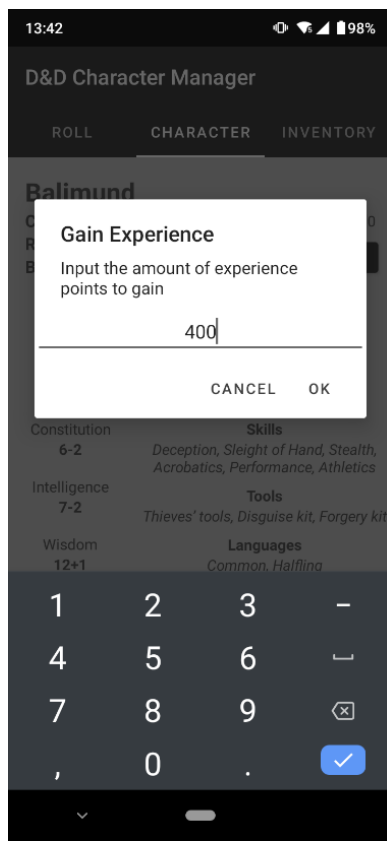 13:42
98%
D&D Character Manager
ROLL CHARACTER INVENTORY
Balimund
Gain Experience
Input the amount of experience
points to gain
400
CANCEL OK
Constitution
6-2
Skills
Deception, Sleight of Hand, Stealth,
Acrobatics, Performance, Athletics
Intelligence
7-2
Tools
Thieves' tools, Disguise kit, Forgery kit
Wisdom
12+1
Languages
Common, Halfling
1 2 3 –
4 5 6
7 8 9
, 0 .